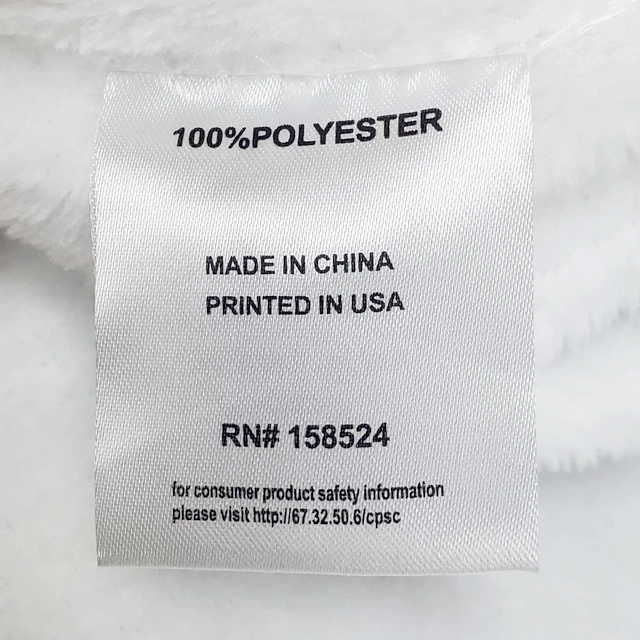 100%POLYESTER
MADE IN CHINA
PRINTED IN USA
RN# 158524
for consumer product safety information
please visit http://67.32.50.6/cpsc